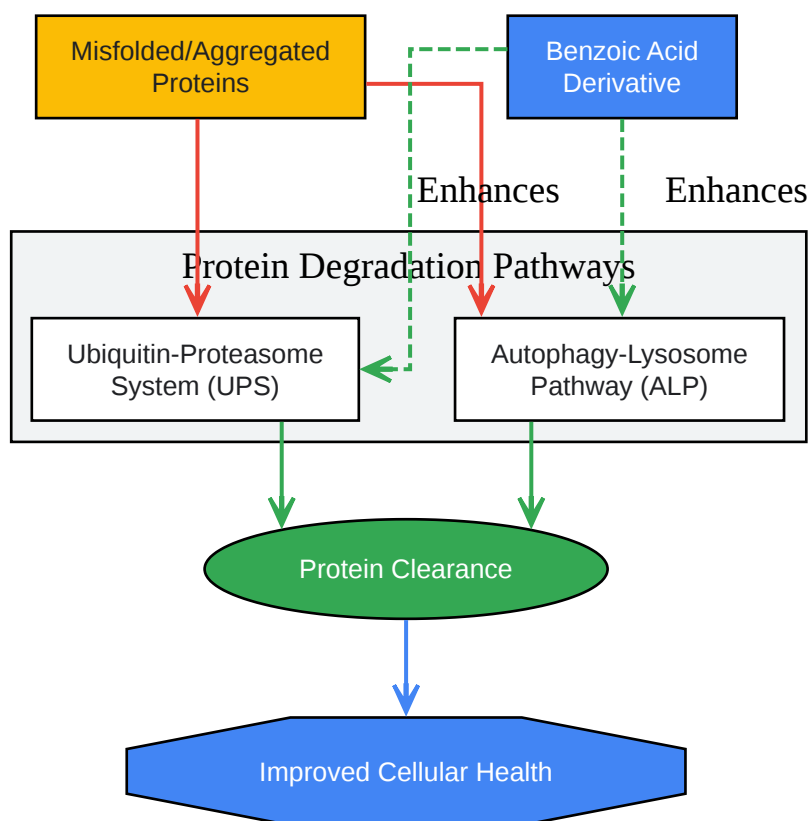 Misfolded/Aggregated
Proteins
Benzoic Acid
Derivative
Enhances
Enhances
Protein Degradation Pathways
Ubiquitin-Proteasome
System (UPS)
Autophagy-Lysosome
Pathway (ALP)
Protein Clearance
Improved Cellular Health